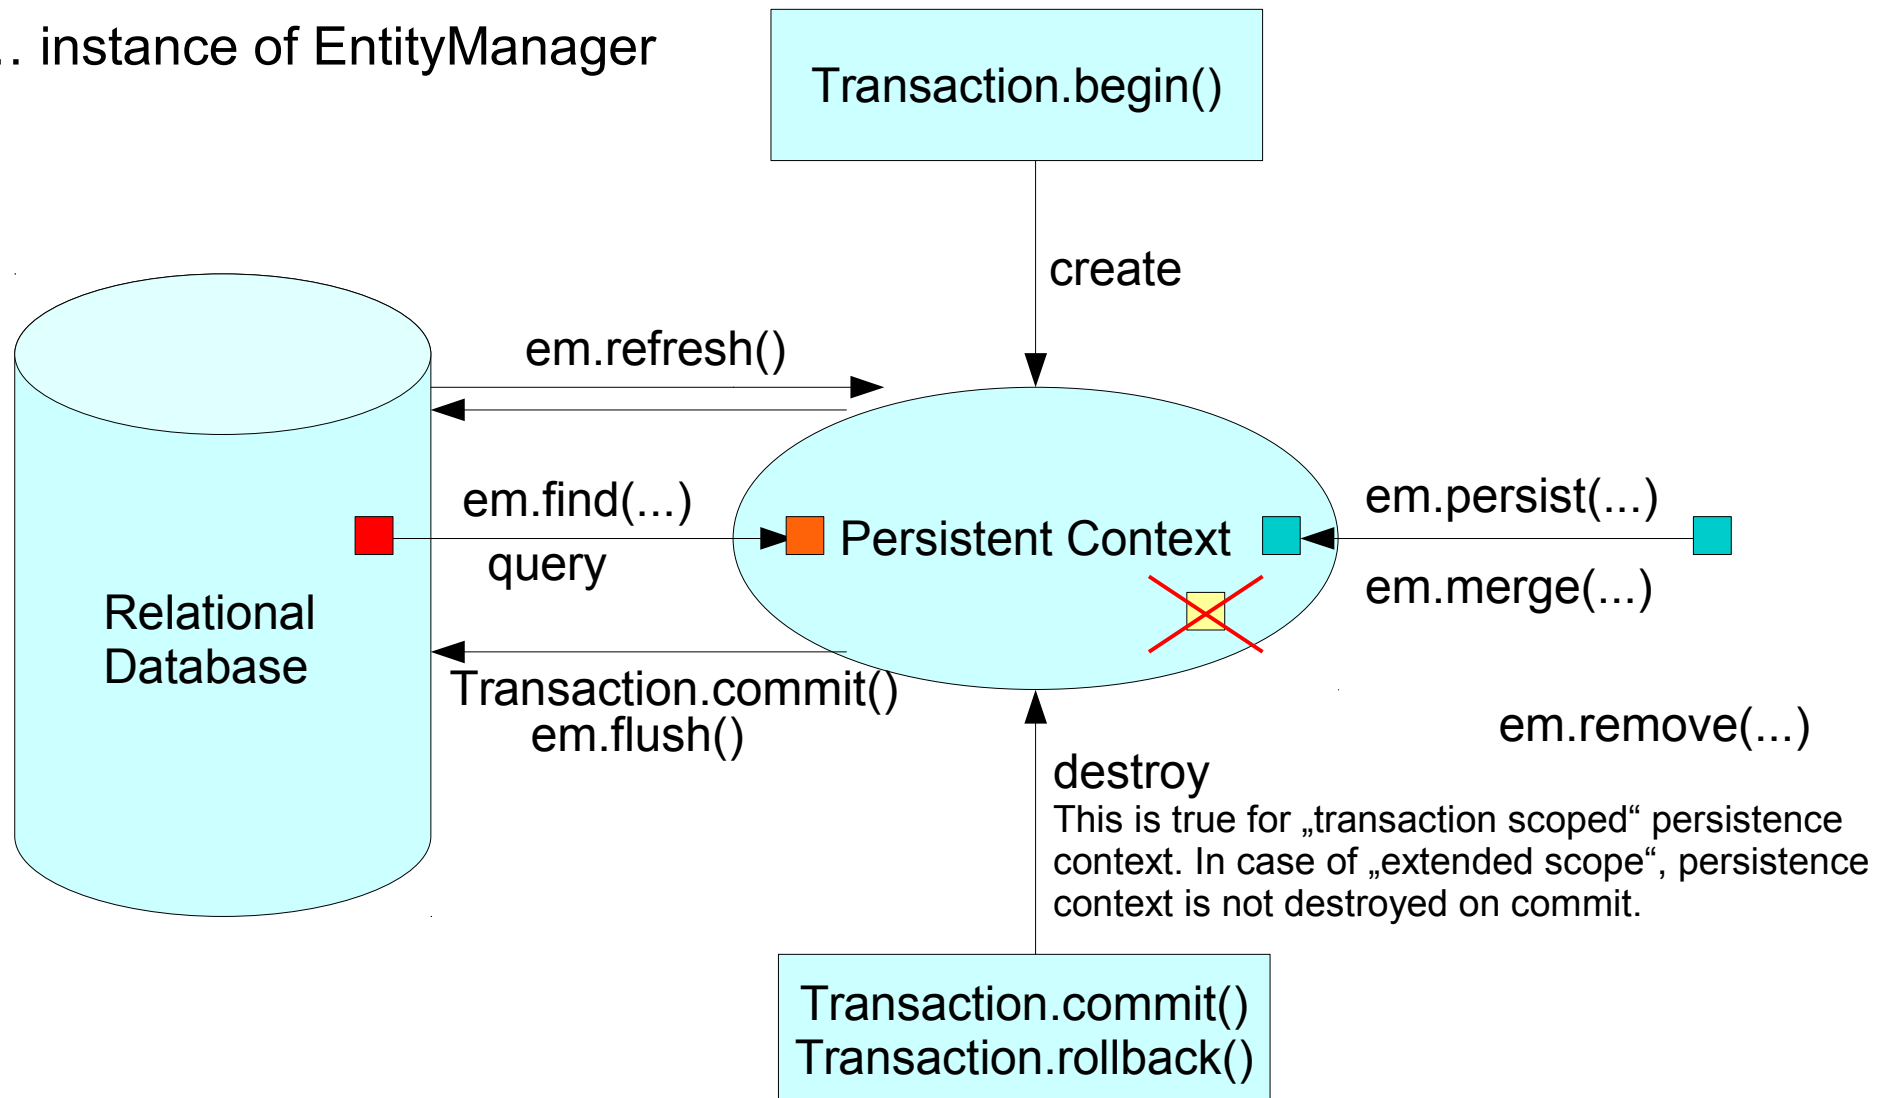 .. instance of EntityManager
Transaction.begin()
create
em.refresh()
em.find(...)
query
Persistent Context
em.persist(...)
em.merge(...)
Relational
Database
Transaction.commit()
em.flush()
em.remove(...)
destroy
This is true for „transaction scoped“ persistence
context. In case of „extended scope“, persistence
context is not destroyed on commit.
Transaction.commit()
Transaction.rollback()